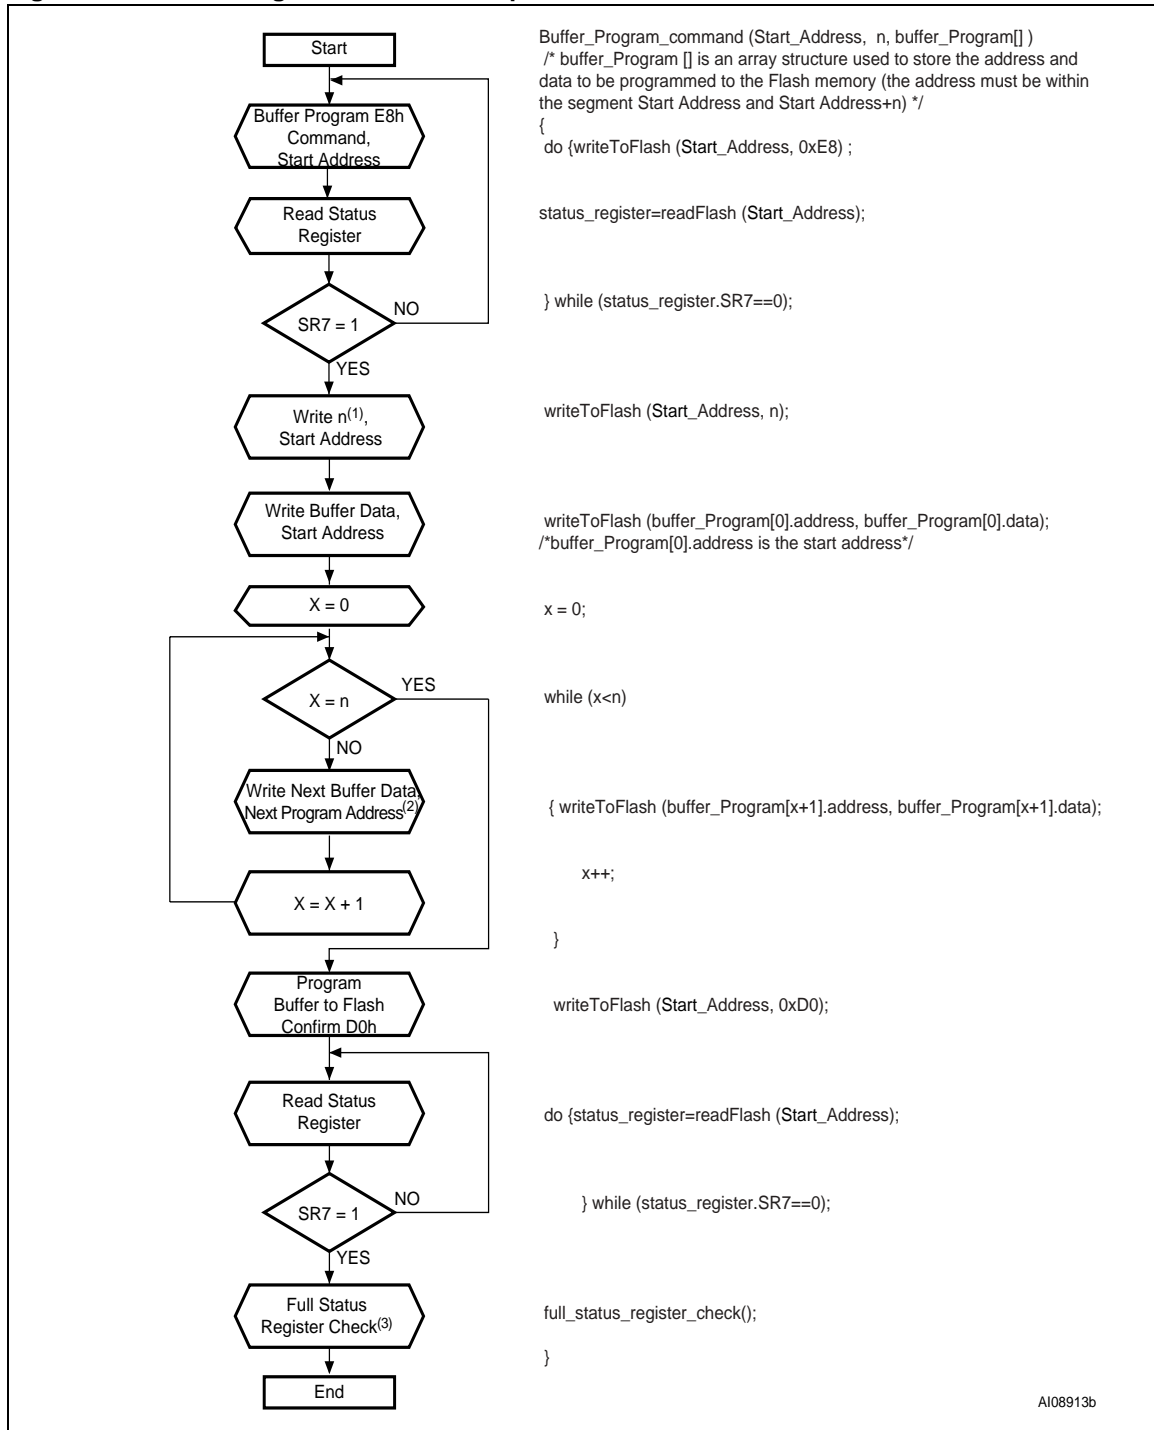 Start
Buffer_Program_command (Start_Address, n, buffer_Program[] )
/* buffer_Program [] is an array structure used to store the address and
data to be programmed to the Flash memory (the address must be within
the segment Start Address and Start Address+n) */
{
Buffer Program E8h
Command,
Start Address
do {writeToFlash (Start_Address, 0xE8) ;
Read Status
Register
status_register=readFlash (Start_Address);
SR7 = 1
NO
YES
} while (status_register.SR7==0);
Write n(1),
Start Address
writeToFlash (Start_Address, n);
Write Buffer Data,
Start Address
writeToFlash (buffer_Program[0].address, buffer_Program[0].data);
/*buffer_Program[0].address is the start address*/
X = 0
x = 0;
X = n
YES
NO
while (x<n)
Write Next Buffer Data,
Next Program Address(2)
{ writeToFlash (buffer_Program[x+1].address, buffer_Program[x+1].data);
X = X + 1
x++;
}
Program
Buffer to Flash
Confirm D0h
writeToFlash (Start_Address, 0xD0);
Read Status
Register
do {status_register=readFlash (Start_Address);
SR7 = 1
NO
YES
} while (status_register.SR7==0);
Full Status
Register Check(3)
full_status_register_check();
}
End
AI08913b